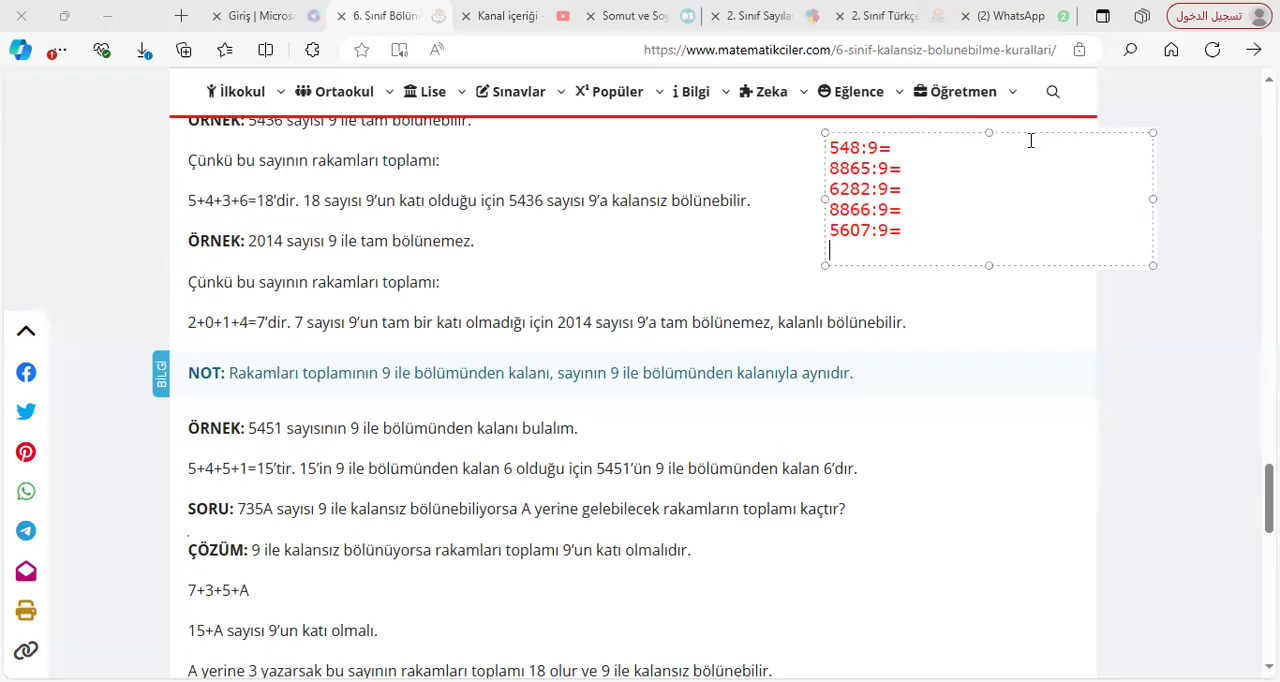 Giriş | Micros
6. Sınıf Bölün
Kanal içeriği -
Somut ve Soy
2. Sınıf Sayıla
2. Sınıf Türkçe
(2) WhatsApp
تسجيل الدخول
https://www.matematikciler.com/6-sinif-kalansiz-bolunebilme-kurallari/
İlkokul
Ortaokul
Lise
Sınavlar
X² Popüler
Bilgi
Zeka
Eğlence
Öğretmen
ÖRNEK: 5436 sayısı 9 ile tam bölünebilir.
Çünkü bu sayının rakamları toplamı:
5+4+3+6=18’dir. 18 sayısı 9’un katı olduğu için 5436 sayısı 9’a kalansız bölünebilir.
ÖRNEK: 2014 sayısı 9 ile tam bölünemez.
Çünkü bu sayının rakamları toplamı:
2+0+1+4=7’dir. 7 sayısı 9’un tam bir katı olmadığı için 2014 sayısı 9’a tam bölünemez, kalanlı bölünebilir.
548:9=
8865:9=
6282:9=
8866:9=
5607:9=
BİLGİ
NOT: Rakamları toplamının 9 ile bölümünden kalanı, sayının 9 ile bölümünden kalanıyla aynıdır.
ÖRNEK: 5451 sayısının 9 ile bölümünden kalanı bulalım.
5+4+5+1=15’tir. 15’in 9 ile bölümünden kalan 6 olduğu için 5451’ün 9 ile bölümünden kalan 6’dır.
SORU: 735A sayısı 9 ile kalansız bölünebiliyorsa A yerine gelebilecek rakamların toplamı kaçtır?
ÇÖZÜM: 9 ile kalansız bölünüyorsa rakamları toplamı 9’un katı olmalıdır.
7+3+5+A
15+A sayısı 9’un katı olmalı.
A yerine 3 yazarsak bu sayının rakamları toplamı 18 olur ve 9 ile kalansız bölünebilir.